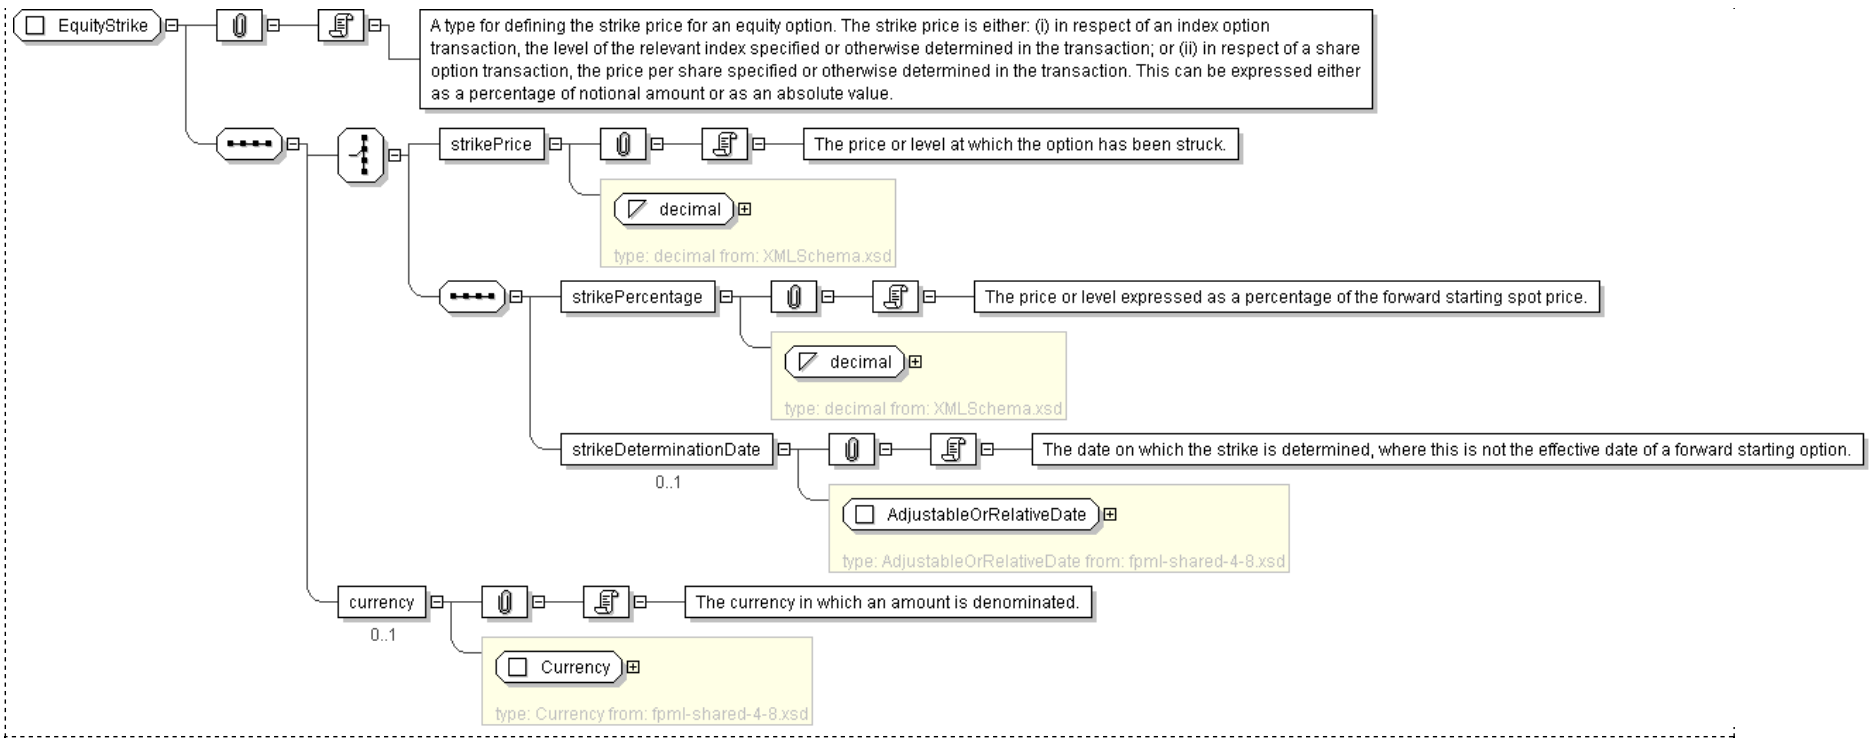 EquityStrike
A type for defining the strike price for an equity option. The strike price is either: (i) in respect of an index option
transaction, the level of the relevant index specified or otherwise determined in the transaction; or (ii) in respect of a share
option transaction, the price per share specified or otherwise determined in the transaction. This can be expressed either
as a percentage of notional amount or as an absolute value.
strikePrice
The price or level at which the option has been struck.
decimal
type: decimal from: XMLSchema.xsd
strikePercentage
The price or level expressed as a percentage of the forward starting spot price.
decimal
type: decimal from: XMLSchema.xsd
strikeDeterminationDate
The date on which the strike is determined, where this is not the effective date of a forward starting option.
0..1
AdjustableOrRelativeDate
type: AdjustableOrRelativeDate from: fpml-shared-4-8.xsd
currency
The currency in which an amount is denominated.
0..1
Currency
type: Currency from: fpml-shared-4-8.xsd